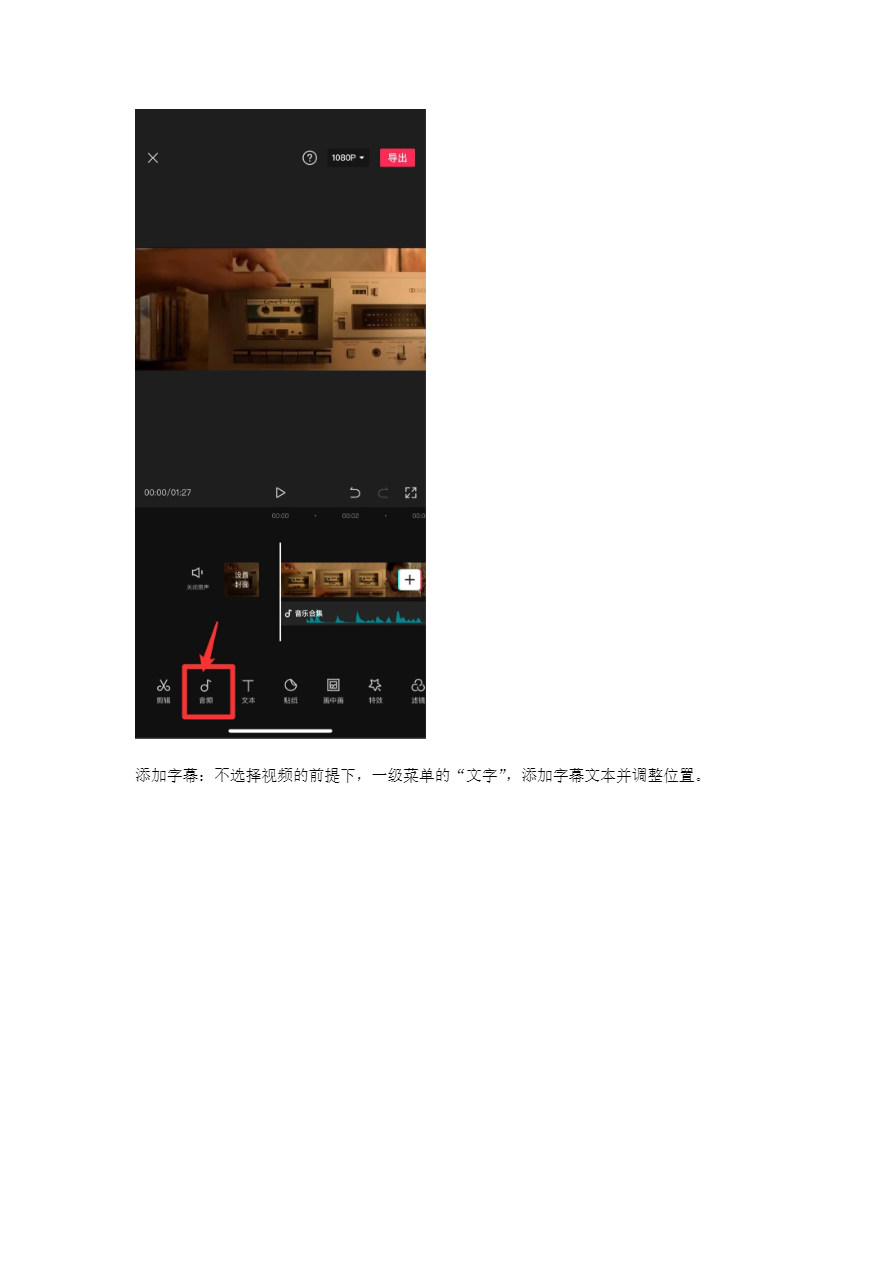 1080P
导出
00:00/01:27
00:00
00:02
关闭原声
设置
封面
音乐合集
剪辑
音频
文本
贴纸
画中画
特效
滤镜
添加字幕：不选择视频的前提下，一级菜单的“文字”，添加字幕文本并调整位置。